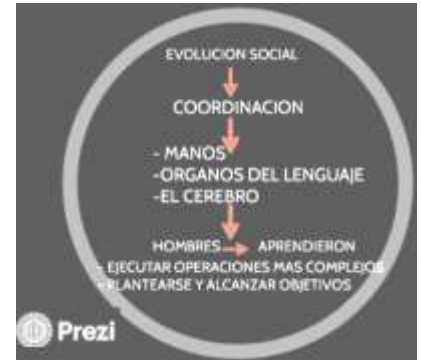 EVOLUCION SOCIAL
COORDINACION
- MANOS
-ORGANOS DEL LENGUAJE
-EL CEREBRO
HOMBRES APRENDIERON
- EJECUTAR OPERACIONES MAS COMPLEJOS
- PLANTEARSE Y ALCANZAR OBJETIVOS
Prezi